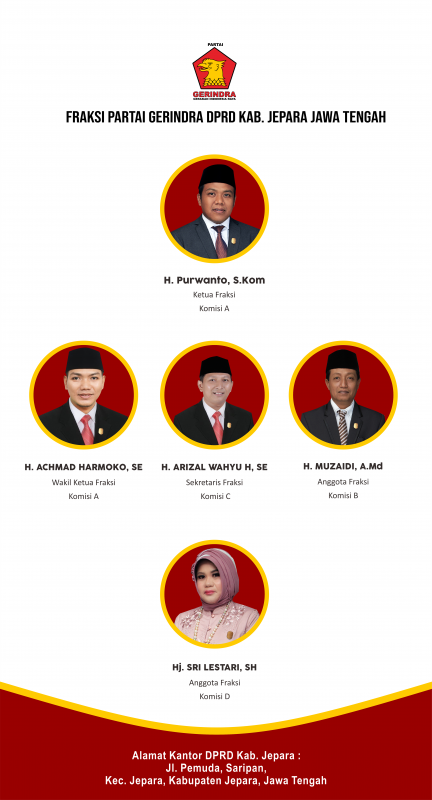 PARTAI
GERINDRA
GERAKAN INDONESIA RAYA
FRAKSI PARTAI GERINDRA DPRD KAB. JEPARA JAWA TENGAH
H. Purwanto, S.Kom
Ketua Fraksi
Komisi A
H. ACHMAD HARMOKO, SE
Wakil Ketua Fraksi
Komisi A
H. ARIZAL WAHYU H, SE
Sekretaris Fraksi
Komisi C
H. MUZAIDI, A.Md
Anggota Fraksi
Komisi B
Hj. SRI LESTARI, SH
Anggota Fraksi
Komisi D
Alamat Kantor DPRD Kab. Jepara :
Jl. Pemuda, Saripan,
Kec. Jepara, Kabupaten Jepara, Jawa Tengah